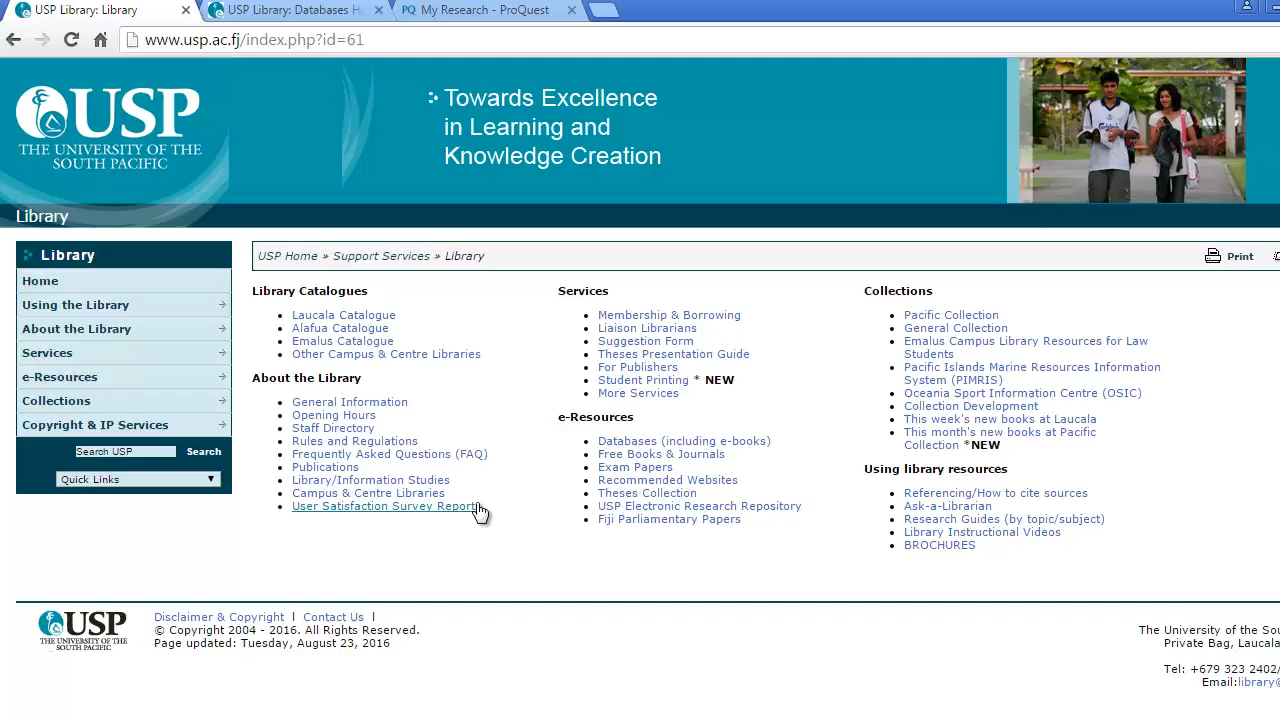 USP Library: Library
USP Library: Databases H
PQ My Research - ProQuest
www.usp.ac.fj/index.php?id=61
USP
THE UNIVERSITY OF THE
SOUTH PACIFIC
Towards Excellence
in Learning and
Knowledge Creation
Library
Library
Home
Using the Library
About the Library
Services
e-Resources
Collections
Copyright & IP Services
Search USP Search
Quick Links
USP Home » Support Services » Library
Print
Library Catalogues
Laucala Catalogue
Alafua Catalogue
Emalus Catalogue
Other Campus & Centre Libraries
About the Library
General Information
Opening Hours
Staff Directory
Rules and Regulations
Frequently Asked Questions (FAQ)
Publications
Library/Information Studies
Campus & Centre Libraries
User Satisfaction Survey Report
Services
Membership & Borrowing
Liaison Librarians
Suggestion Form
Theses Presentation Guide
For Publishers
Student Printing * NEW
More Services
e-Resources
Databases (including e-books)
Free Books & Journals
Exam Papers
Recommended Websites
Theses Collection
USP Electronic Research Repository
Fiji Parliamentary Papers
Collections
Pacific Collection
General Collection
Emalus Campus Library Resources for Law
Students
Pacific Islands Marine Resources Information
System (PIMRIS)
Oceania Sport Information Centre (OSIC)
Collection Development
This week's new books at Laucala
This month's new books at Pacific
Collection *NEW
Using library resources
Referencing/How to cite sources
Ask-a-Librarian
Research Guides (by topic/subject)
Library Instructional Videos
BROCHURES
USP
THE UNIVERSITY OF THE
SOUTH PACIFIC
Disclaimer & Copyright | Contact Us |
© Copyright 2004 - 2016. All Rights Reserved.
Page updated: Tuesday, August 23, 2016
The University of the Sou
Private Bag, Laucala
Tel: +679 323 2402/
Email:library@